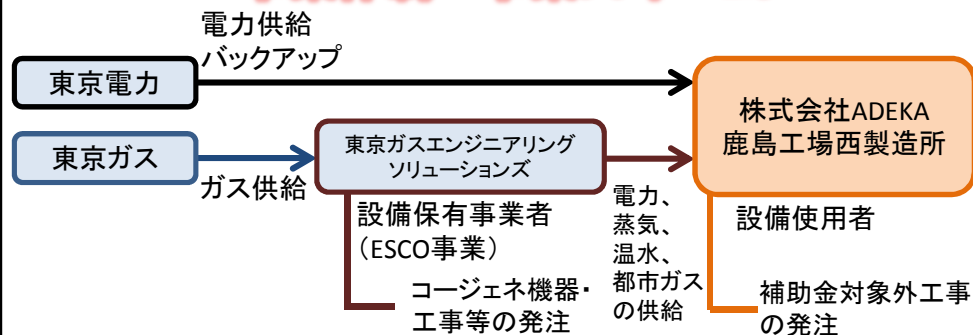 電力供給
バックアップ
東京電力
株式会社ADEKA
鹿島工場西製造所
東京ガス
東京ガスエンジニアリング
ソリューションズ
ガス供給
設備保有事業者
(ESCO事業)
コージェネ機器・
工事等の発注
電力、
蒸気、
温水、
都市ガス
の供給
設備使用者
補助金対象外工事
の発注